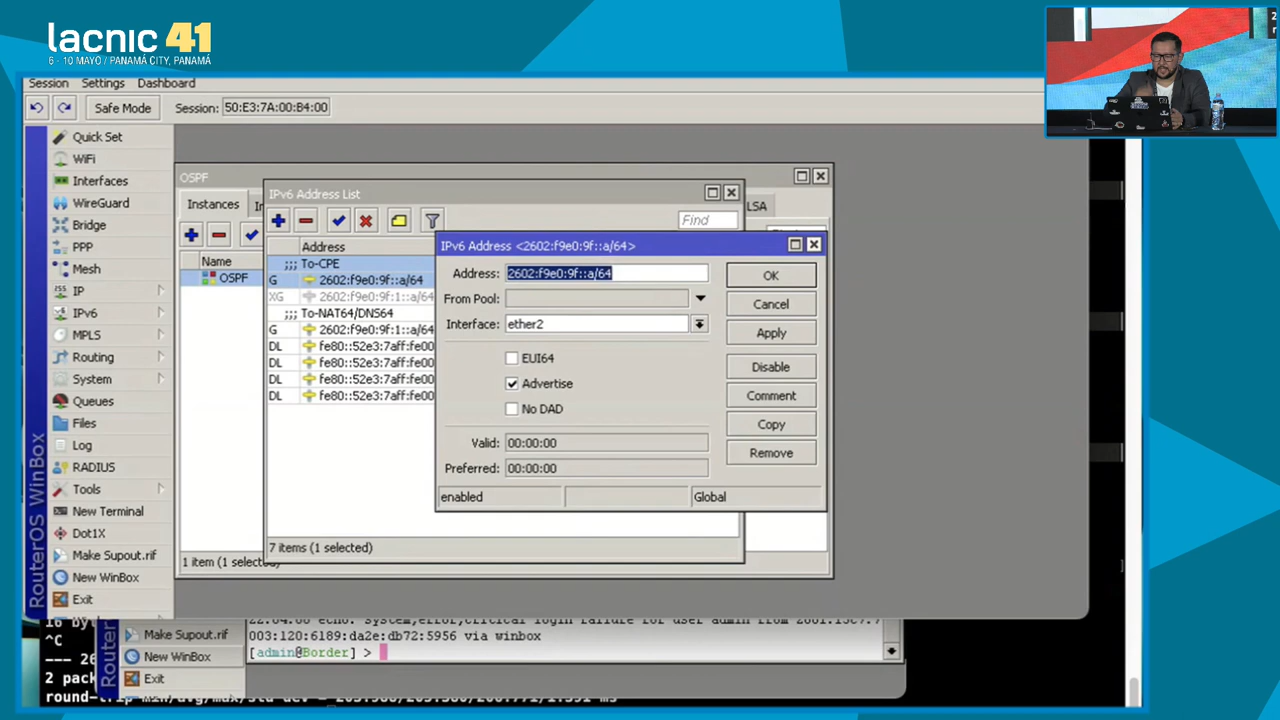 lacnic 41
6 - 10 MAYO / PANAMÁ CITY, PANAMÁ
Session Settings Dashboard
Safe Mode Session: 50:E3:7A:00:B4:00
RouterOS WinBox
Quick Set
WiFi
Interfaces
WireGuard
Bridge
PPP
Mesh
IP
IPv6
MPLS
Routing
System
Queues
Files
Log
RADIUS
Tools
New Terminal
Dot1X
Make Supout.rif
New WinBox
Exit
OSPF
Instances
LSA
Name
OSPF
1 item (1 selected)
IPv6 Address List
Find
Address
;;; To-CPE
G 2602:f9e0:9f::a/64
XG 2602:f9e0:9f:1::a/64
;;; To-NAT64/DNS64
G 2602:f9e0:9f:1::a/64
DL fe80::52e3:7aff:fe00
DL fe80::52e3:7aff:fe00
DL fe80::52e3:7aff:fe00
DL fe80::52e3:7aff:fe00
7 items (1 selected)
IPv6 Address <2602:f9e0:9f::a/64>
Address: 2602:f9e0:9f::a/64
From Pool:
Interface: ether2
EUI64
Advertise
No DAD
Valid: 00:00:00
Preferred: 00:00:00
enabled Global
OK
Cancel
Apply
Disable
Comment
Copy
Remove
16 by
^C
--- 26
2 pack
Make Supout.rif
New WinBox
Exit
003:120:6189:da2e:db72:5956 via winbox
[admin@Border] >